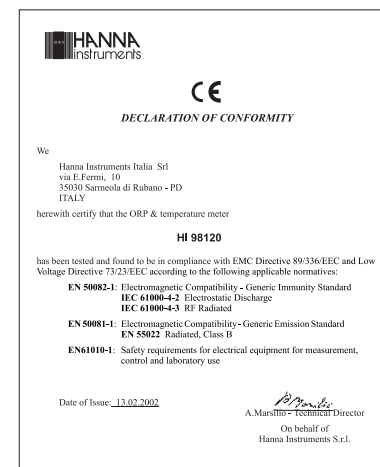 HANNA
instruments
CE
DECLARATION OF CONFORMITY
We
Hanna Instruments Italia Srl
via E.Fermi, 10
35030 Sarmeola di Rubano - PD
ITALY
herewith certify that the ORP & temperature meter
HI 98120
has been tested and found to be in compliance with EMC Directive 89/336/EEC and Low
Voltage Directive 73/23/EEC according to the following applicable normatives:
EN 50082-1: Electromagnetic Compatibility - Generic Immunity Standard
IEC 61000-4-2 Electrostatic Discharge
IEC 61000-4-3 RF Radiated
EN 50081-1: Electromagnetic Compatibility - Generic Emission Standard
EN 55022 Radiated, Class B
EN61010-1: Safety requirements for electrical equipment for measurement,
control and laboratory use
Date of Issue: 13.02.2002
A.Marsilio - Technical Director
On behalf of
Hanna Instruments S.r.l.